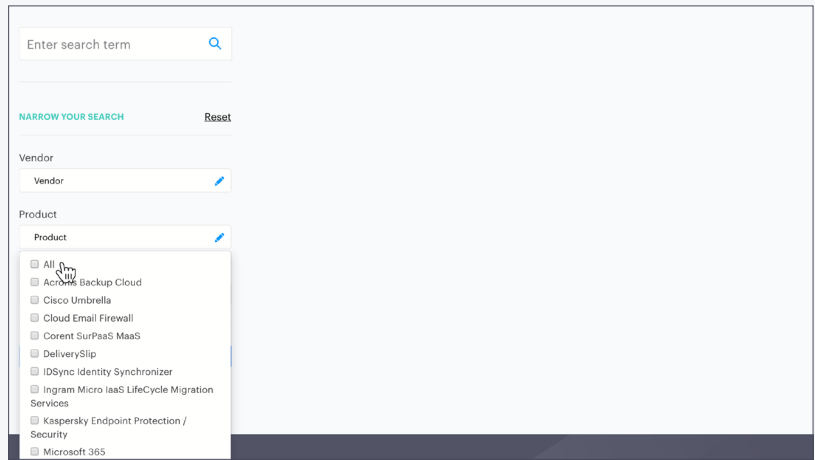 Enter search term
NARROW YOUR SEARCH
Reset
Vendor
Vendor
Product
Product
All
Acronis Backup Cloud
Cisco Umbrella
Cloud Email Firewall
Corent SurPaaS MaaS
DeliverySlip
IDSync Identity Synchronizer
Ingram Micro IaaS LifeCycle Migration
Services
Kaspersky Endpoint Protection /
Security
Microsoft 365